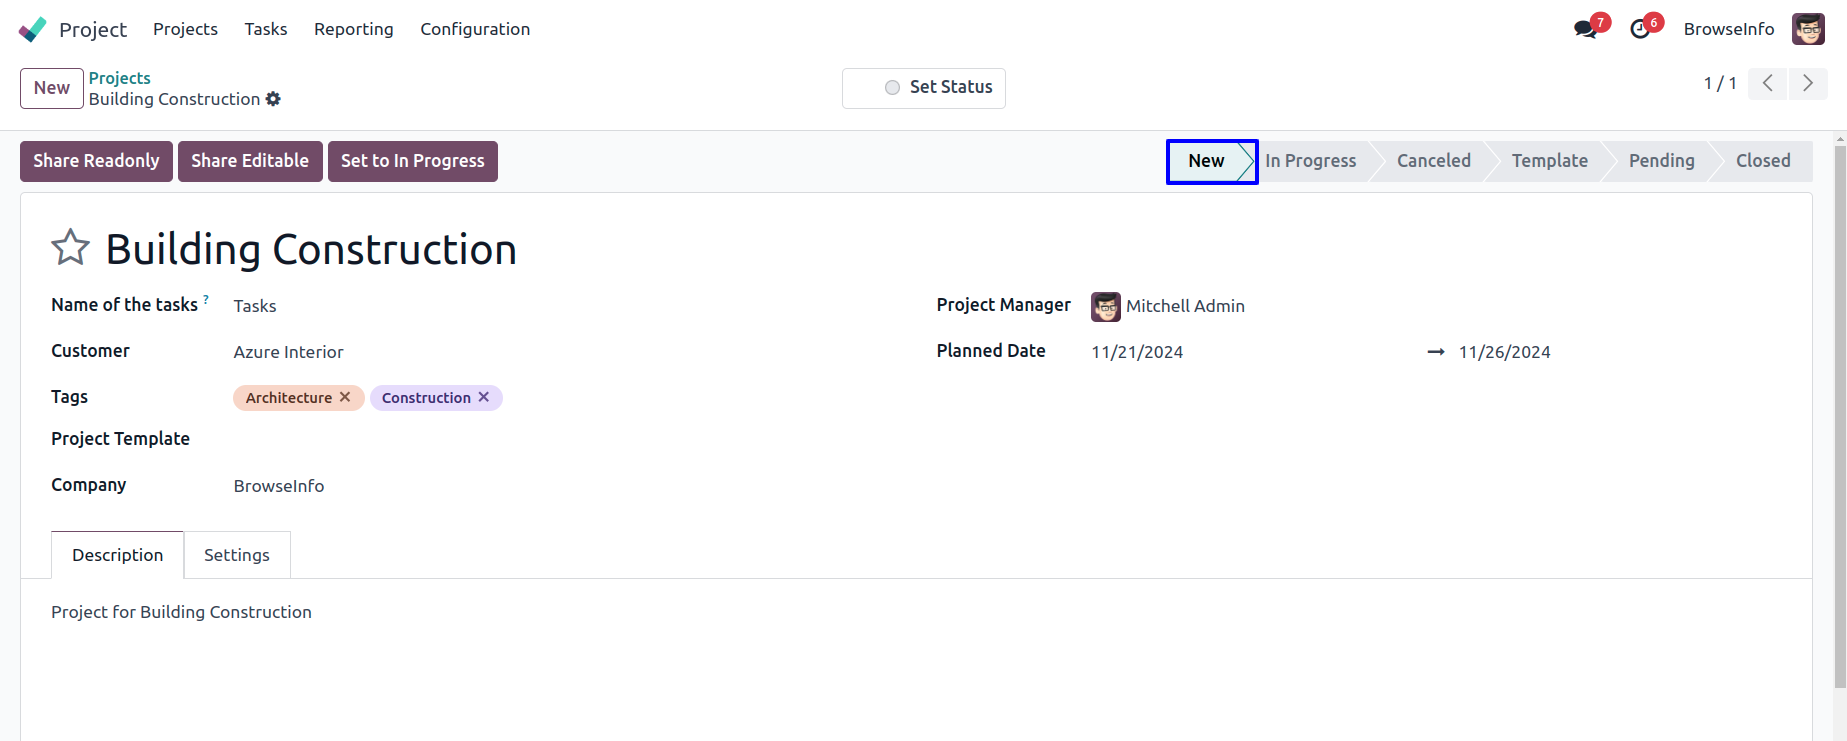 Project Projects Tasks Reporting Configuration 7 6 BrowseInfo
New Projects
Building Construction
Set Status
1 / 1
Share Readonly Share Editable Set to In Progress New In Progress Canceled Template Pending Closed
Building Construction
Name of the tasks ? Tasks Project Manager Mitchell Admin
Customer Azure Interior Planned Date 11/21/2024 → 11/26/2024
Tags Architecture ✕ Construction ✕
Project Template
Company BrowseInfo
Description Settings
Project for Building Construction